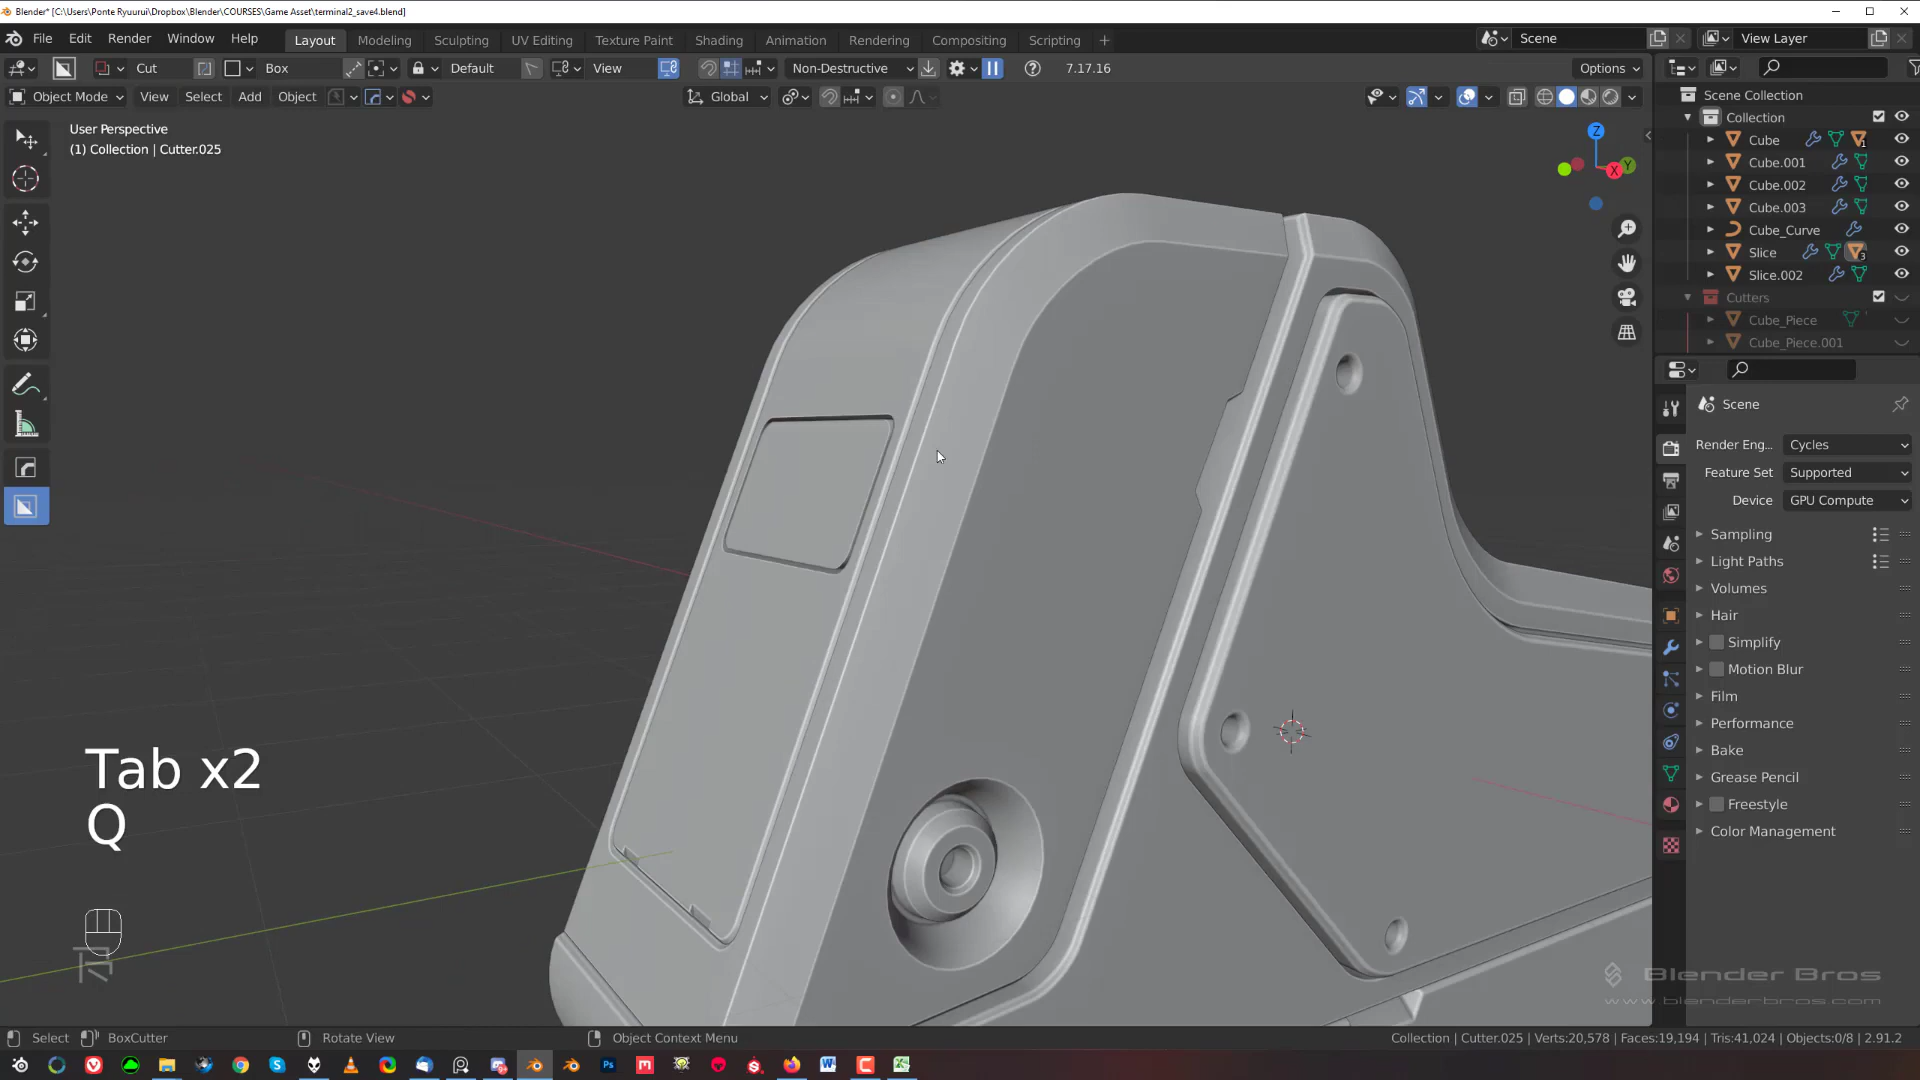 Blender* [C:\Users\Ponte Ryuurui\Dropbox\Blender\COURSES\Game Asset\terminal2_save4.blend]
File Edit Render Window Help Layout Modeling Sculpting UV Editing Texture Paint Shading Animation Rendering Compositing Scripting + Scene View Layer
Cut Box Default View Non-Destructive 7.17.16 Options
Object Mode View Select Add Object Global
User Perspective
(1) Collection | Cutter.025
Z
X Y
Scene Collection
Collection
Cube 1
Cube.001
Cube.002
Cube.003
Cube_Curve
Slice 3
Slice.002
Cutters
Cube_Piece
Cube_Piece.001
Scene
Render Eng... Cycles
Feature Set Supported
Device GPU Compute
Sampling
Light Paths
Volumes
Hair
Simplify
Motion Blur
Film
Performance
Bake
Grease Pencil
Freestyle
Color Management
Tab x2
Q
Blender Bros
www.blenderbros.com
Select BoxCutter Rotate View Object Context Menu Collection | Cutter.025 | Verts:20,578 | Faces:19,194 | Tris:41,024 | Objects:0/8 | 2.91.2